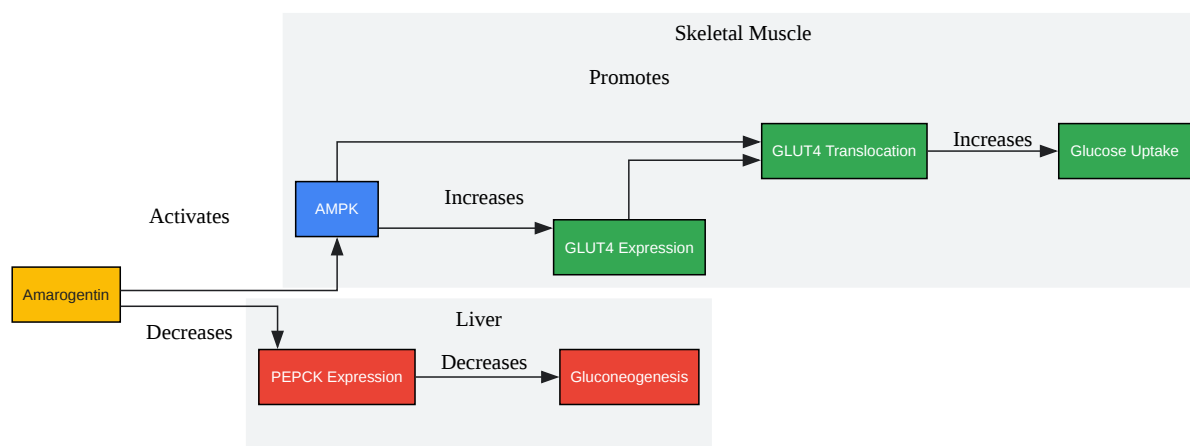 Skeletal Muscle
Promotes
GLUT4 Translocation
Increases
Glucose Uptake
AMPK
Increases
Activates
GLUT4 Expression
Amarogentin
Decreases
Liver
PEPCK Expression
Decreases
Gluconeogenesis